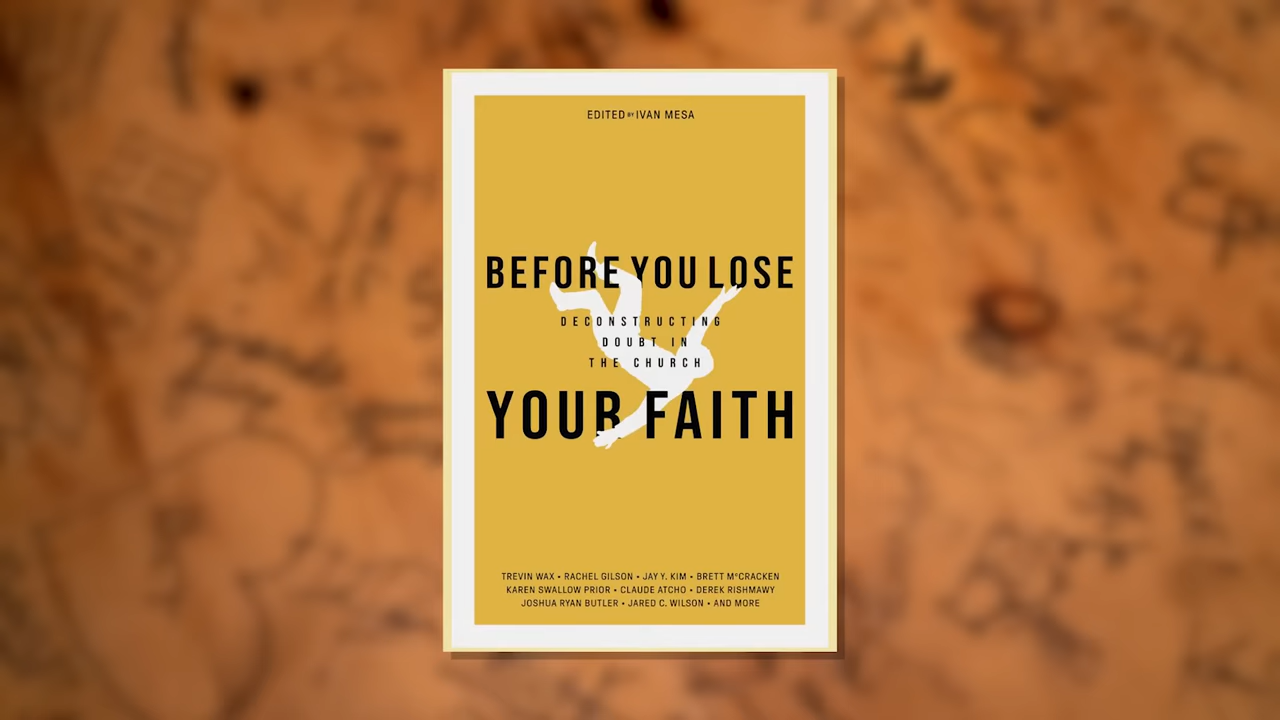 EDITED BY IVAN MESA
BEFORE YOU LOSE
DECONSTRUCTING
DOUBT IN
THE CHURCH
YOUR FAITH
TREVIN WAX • RACHEL GILSON • JAY Y. KIM • BRETT McCRACKEN
KAREN SWALLOW PRIOR • CLAUDE ATCHO • DEREK RISHMAWY
JOSHUA RYAN BUTLER • JARED C. WILSON • AND MORE